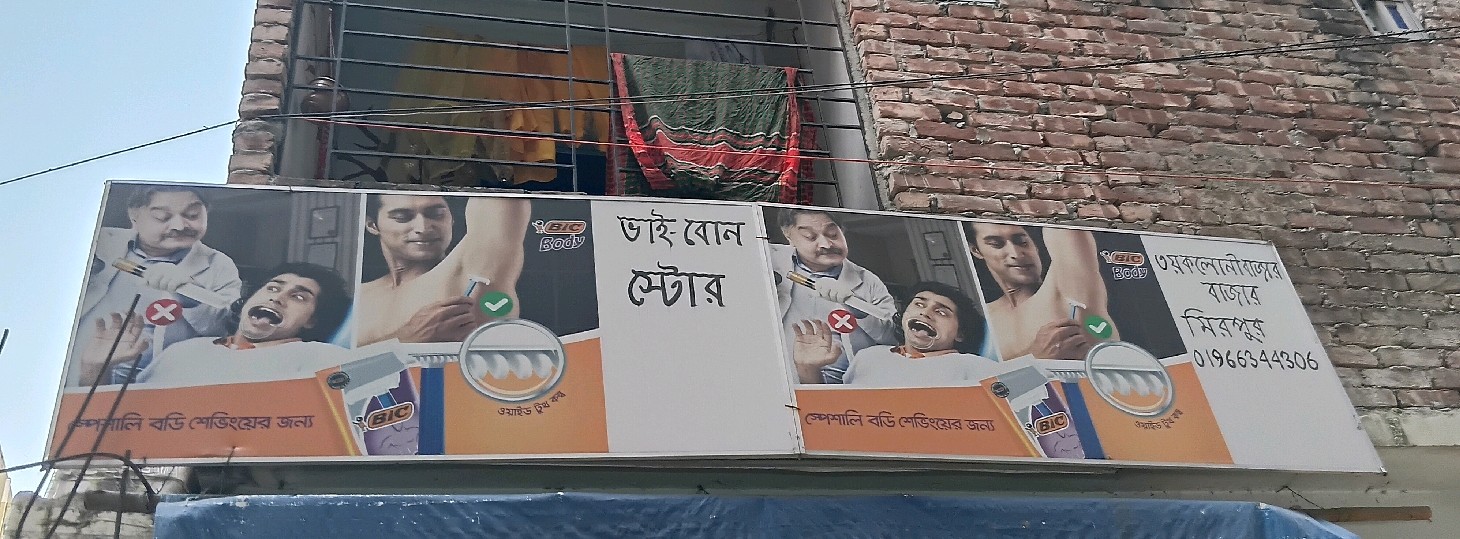 BIC
Body
ভাই-বোন
স্টোর
BIC
স্পেশালি বডি শেভিংয়ের জন্য
ওয়াইড টুথ কম্ব
BIC
Body
বাজার
মিরপুর
01966344306
BIC
স্পেশালি বডি শেভিংয়ের জন্য
ওয়াইড টুথ কম্ব